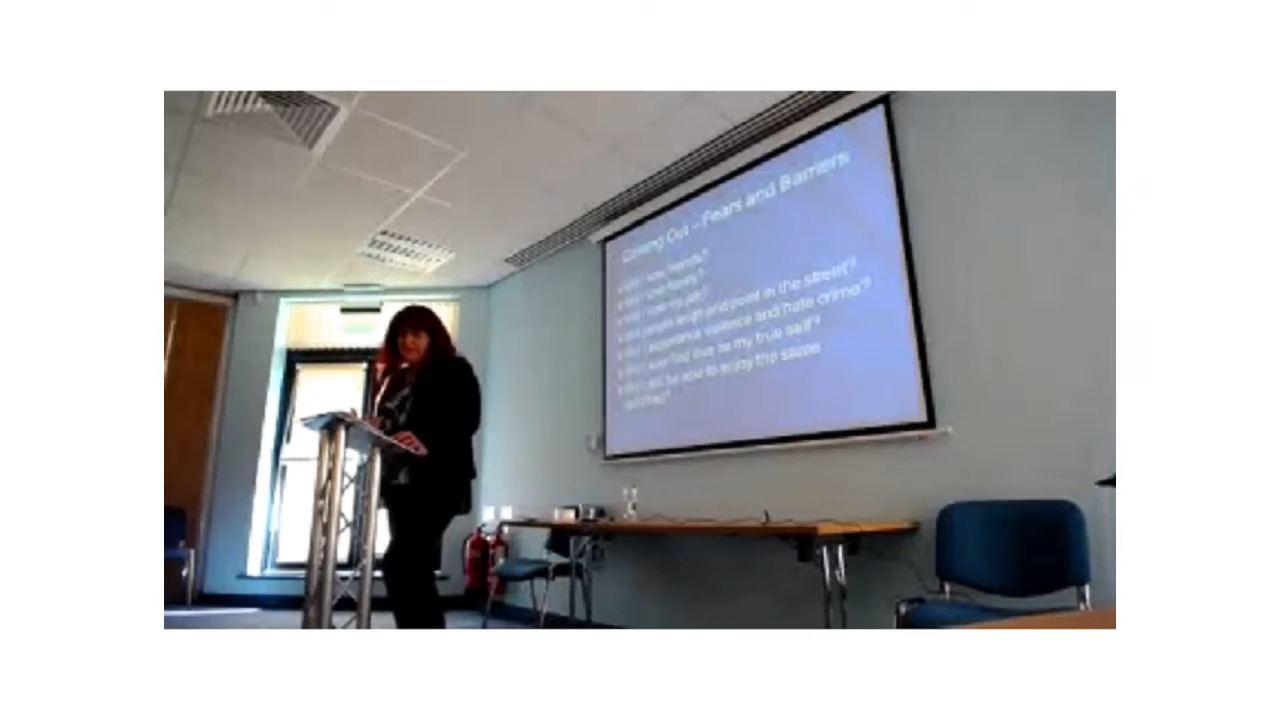 Coming Out – Fears and Barriers
Will I lose friends?
Will I lose family?
Will I lose my job?
Will people laugh and point in the street?
Will I experience violence and hate crime?
Will I ever find love as my true self?
Will I still be able to enjoy the same